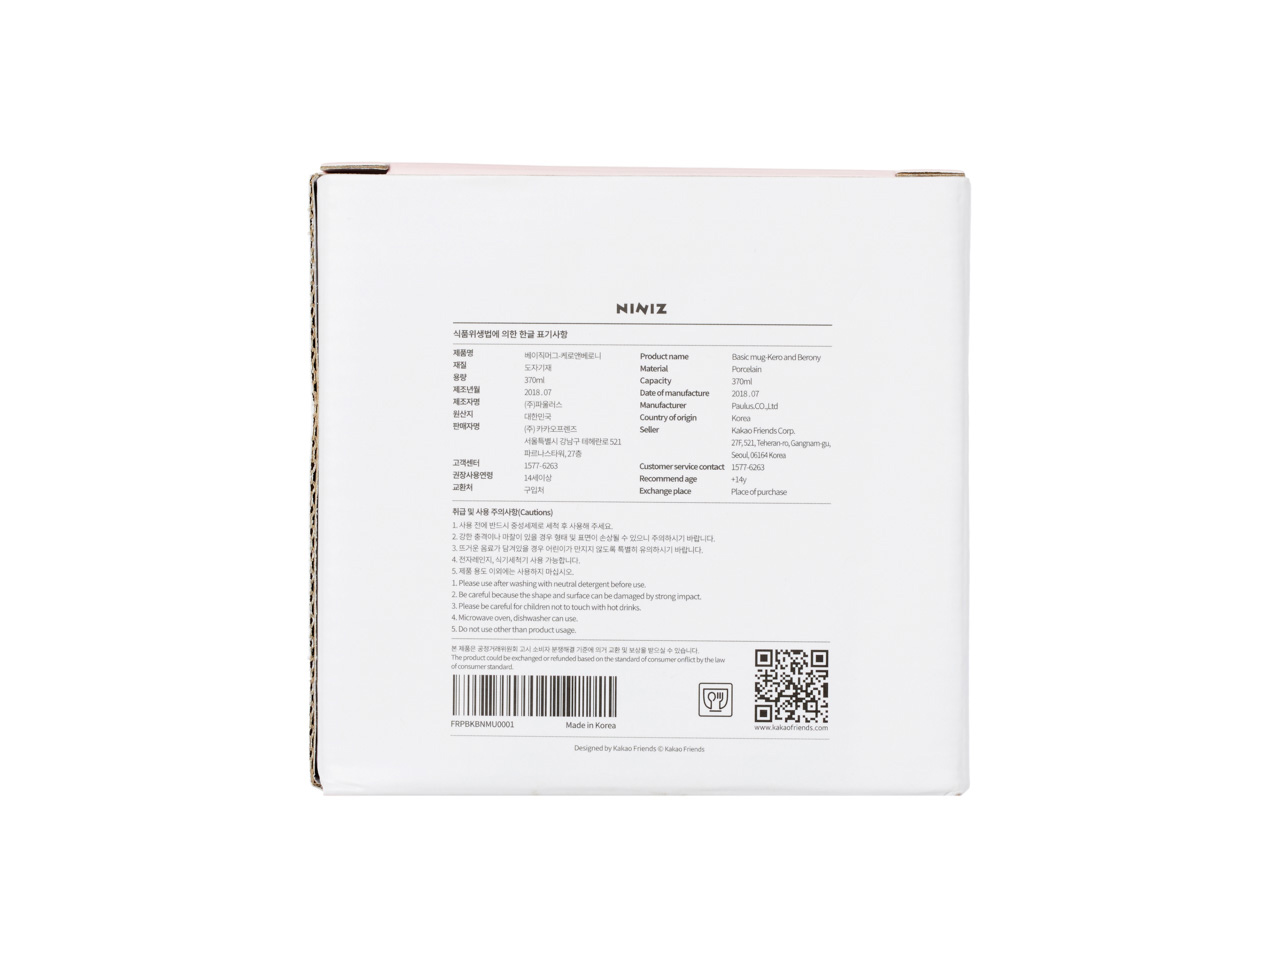 NINIZ
식품위생법에 의한 한글 표기사항
제품명 베이직머그-케로앤베로니
재질 도자기재
용량 370ml
제조년월 2018.07
제조자명 (주)파울러스
원산지 대한민국
판매자명 (주) 카카오프렌즈
서울특별시 강남구 테헤란로 521
파르나스타워, 27층
고객센터 1577-6263
권장사용연령 14세이상
교환처 구입처
Product name Basic mug-Kero and Berony
Material Porcelain
Capacity 370ml
Date of manufacture 2018.07
Manufacturer Paulus.CO.,Ltd
Country of origin Korea
Seller Kakao Friends Corp.
27F, 521, Teheran-ro, Gangnam-gu,
Seoul, 06164 Korea
Customer service contact 1577-6263
Recommend age +14y
Exchange place Place of purchase
취급 및 사용 주의사항(Cautions)
1. 사용 전에 반드시 중성세제로 세척 후 사용해 주세요.
2. 강한 충격이나 마찰이 있을 경우 형태 및 표면이 손상될 수 있으니 주의하시기 바랍니다.
3. 뜨거운 음료가 담겨있을 경우 어린이가 만지지 않도록 특별히 유의하시기 바랍니다.
4. 전자레인지, 식기세척기 사용 가능합니다.
5. 제품 용도 이외에는 사용하지 마십시오.
1. Please use after washing with neutral detergent before use.
2. Be careful because the shape and surface can be damaged by strong impact.
3. Please be careful for children not to touch with hot drinks.
4. Microwave oven, dishwasher can use.
5. Do not use other than product usage.
본 제품은 공정거래위원회 고시 소비자 분쟁해결 기준에 의거 교환 및 보상을 받으실 수 있습니다.
The product could be exchanged or refunded based on the standard of consumer onflict by the law
of consumer standard.
FRPBKBNMU0001 Made in Korea
www.kakaofriends.com
Designed by Kakao Friends © Kakao Friends